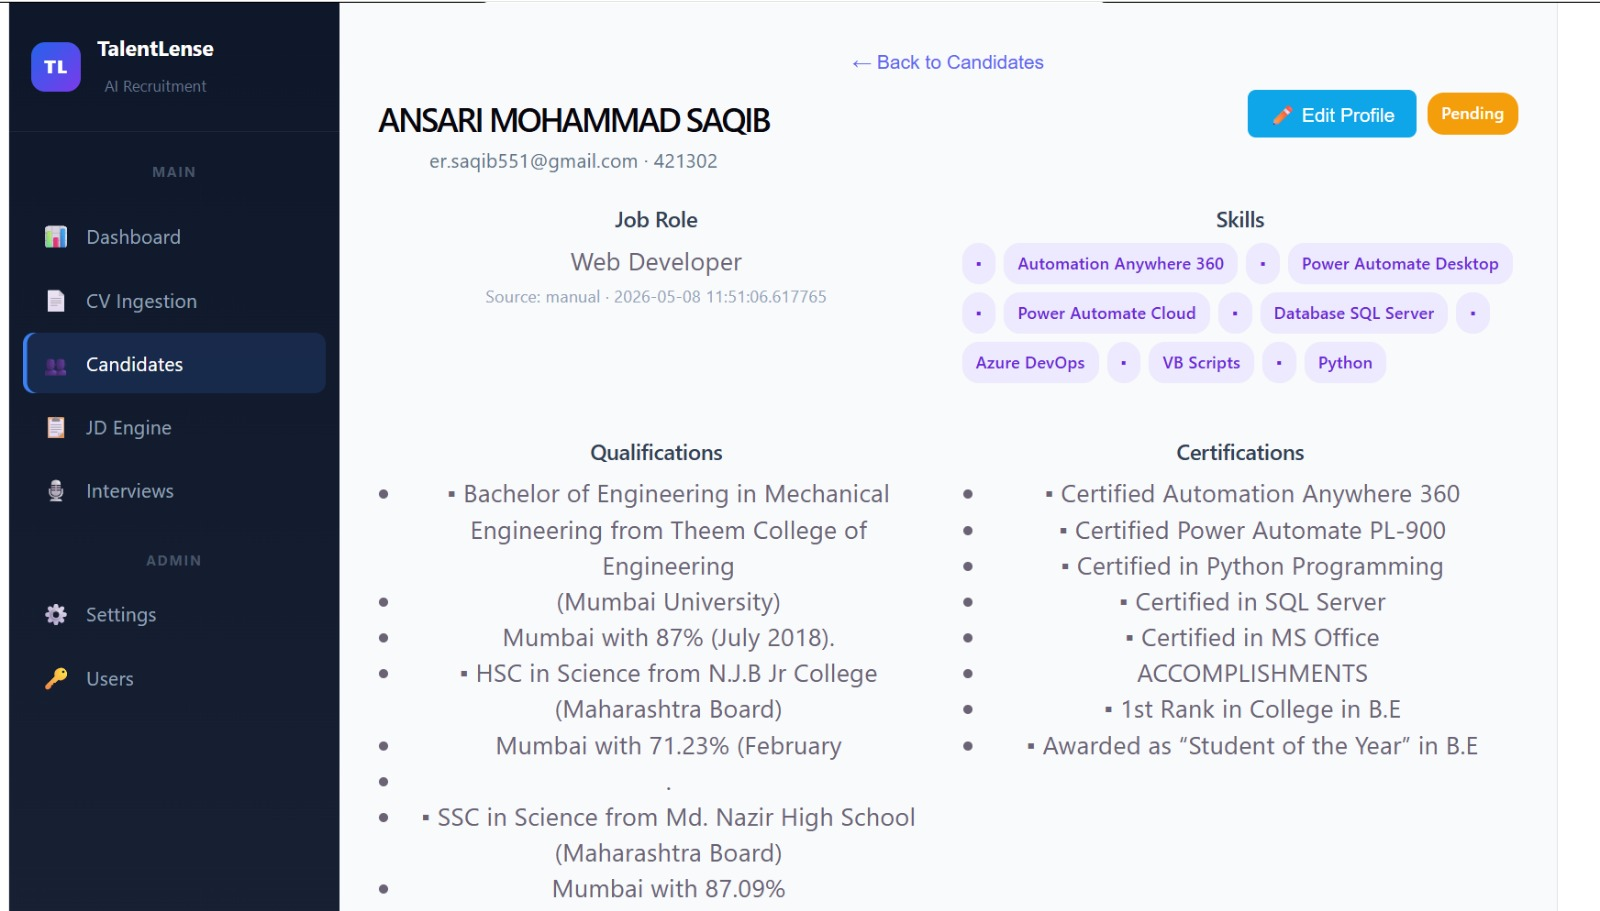 TL
TalentLense
AI Recruitment
MAIN
Dashboard
CV Ingestion
Candidates
JD Engine
Interviews
ADMIN
Settings
Users
← Back to Candidates
ANSARI MOHAMMAD SAQIB
er.saqib551@gmail.com · 421302
Edit Profile
Pending
Job Role
Web Developer
Source: manual · 2026-05-08 11:51:06.617765
Skills
▪ Automation Anywhere 360 ▪ Power Automate Desktop
▪ Power Automate Cloud ▪ Database SQL Server ▪
Azure DevOps ▪ VB Scripts ▪ Python
Qualifications
• ▪ Bachelor of Engineering in Mechanical
Engineering from Theem College of
Engineering
• (Mumbai University)
• Mumbai with 87% (July 2018).
• ▪ HSC in Science from N.J.B Jr College
(Maharashtra Board)
• Mumbai with 71.23% (February
• .
• ▪ SSC in Science from Md. Nazir High School
(Maharashtra Board)
• Mumbai with 87.09%
Certifications
• ▪ Certified Automation Anywhere 360
• ▪ Certified Power Automate PL-900
• ▪ Certified in Python Programming
• ▪ Certified in SQL Server
• ▪ Certified in MS Office
• ACCOMPLISHMENTS
• ▪ 1st Rank in College in B.E
• ▪ Awarded as “Student of the Year” in B.E